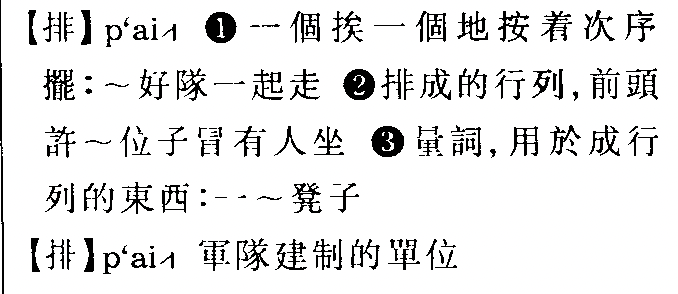 【排】p‘ai˧˥ ❶一個挨一個地按着次序
擺:～好隊一起走 ❷排成的行列,前頭
許～位子冒有人坐 ❸量詞,用於成行
列的東西:一～凳子
【排】p‘ai˧˥ 軍隊建制的單位